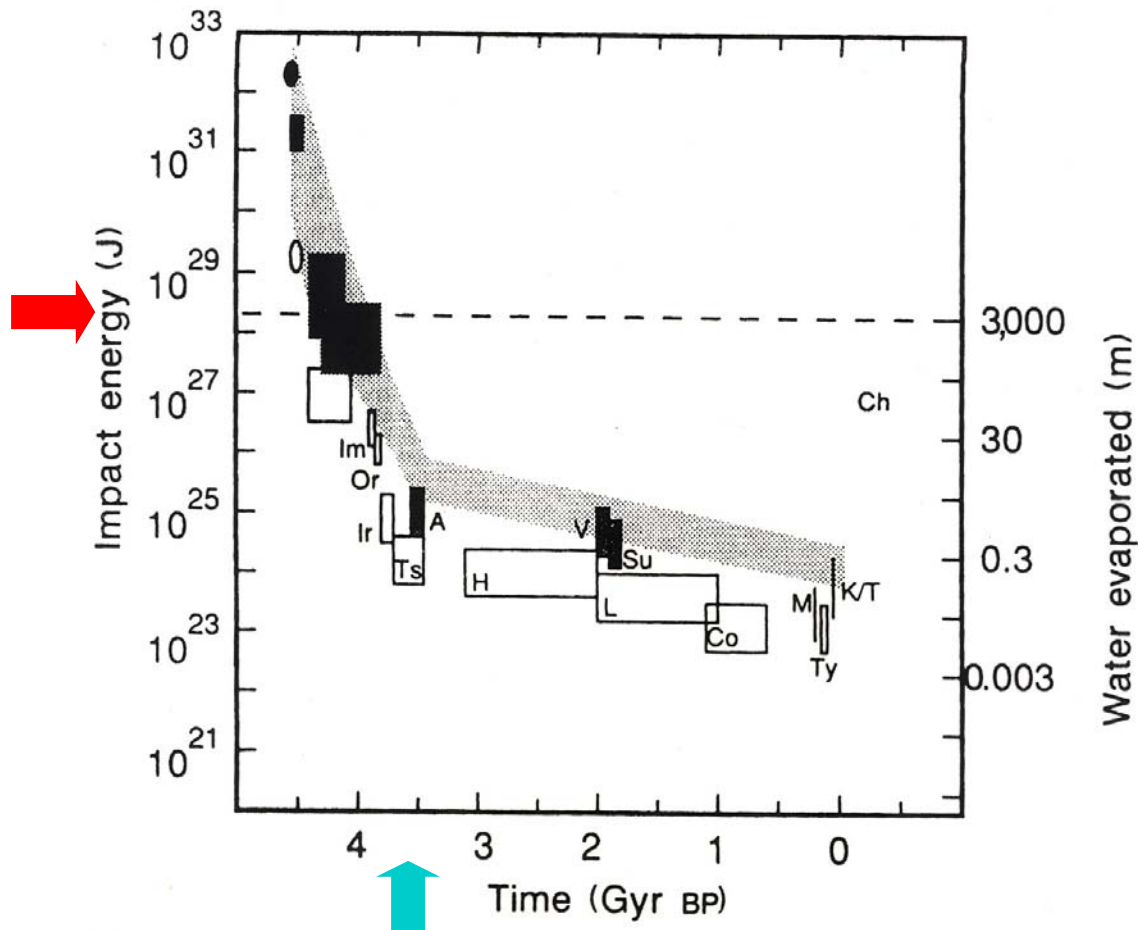 Impact energy (J)
10^33
10^31
10^29
10^27
10^25
10^23
10^21
Im
Or
Ir
A
Ts
H
V
Su
L
Co
M
K/T
Ty
Ch
3,000
30
0.3
0.003
Water evaporated (m)
4 3 2 1 0
Time (Gyr BP)